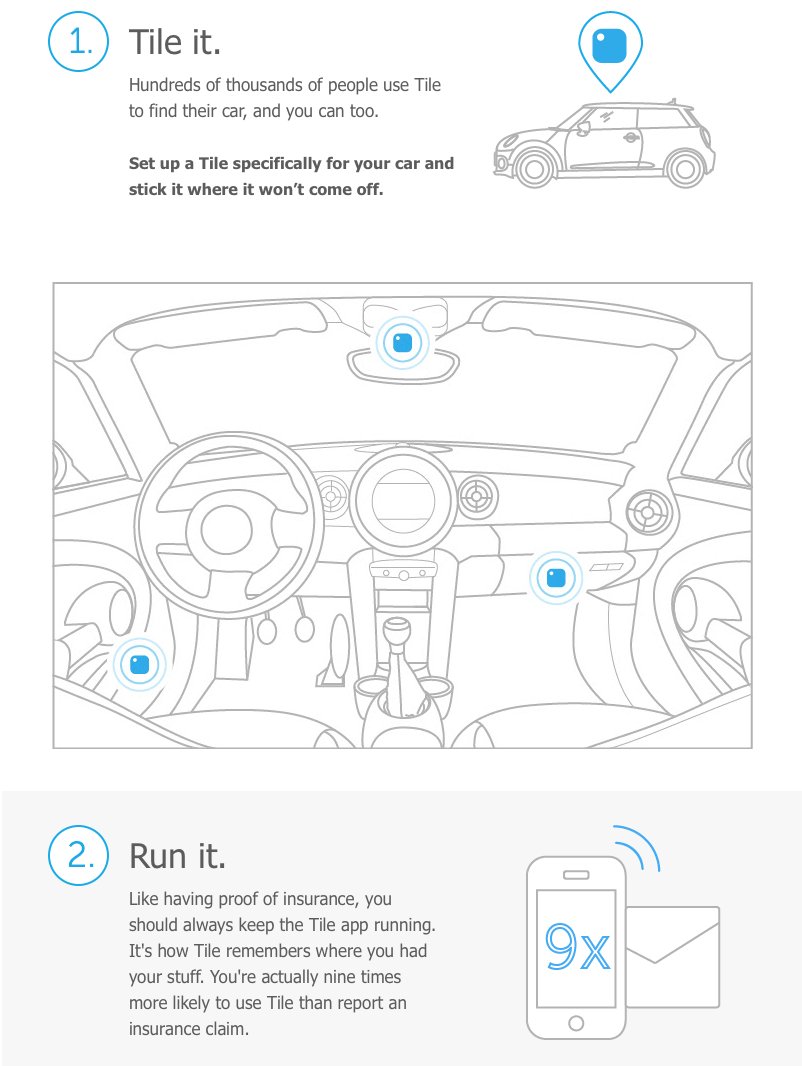 1.
Tile it.
Hundreds of thousands of people use Tile
to find their car, and you can too.
Set up a Tile specifically for your car and
stick it where it won’t come off.
2.
Run it.
Like having proof of insurance, you
should always keep the Tile app running.
It's how Tile remembers where you had
your stuff. You're actually nine times
more likely to use Tile than report an
insurance claim.
9x